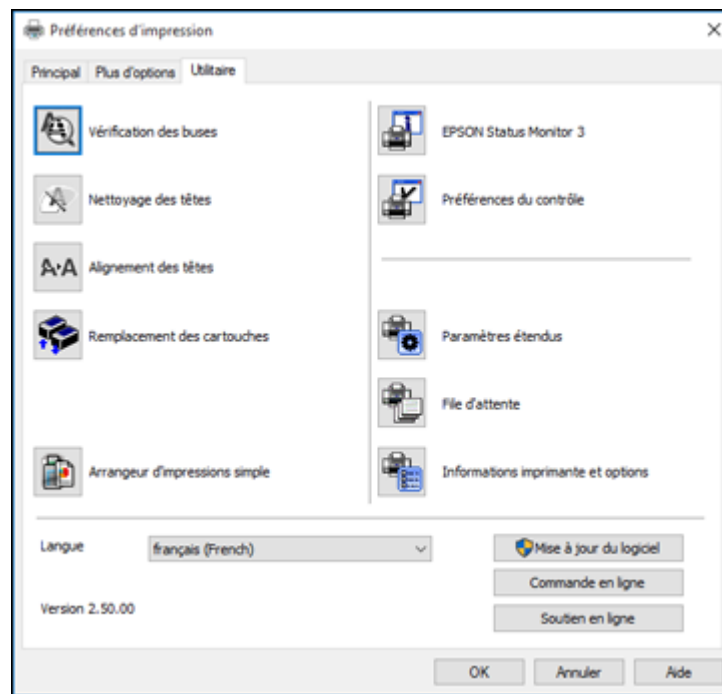 Préférences d'impression
Principal
Plus d'options
Utilitaire
Vérification des buses
Nettoyage des têtes
Alignement des têtes
Remplacement des cartouches
Arrangeur d'impressions simple
EPSON Status Monitor 3
Préférences du contrôle
Paramètres étendus
File d'attente
Informations imprimante et options
Langue
français (French)
Version 2.50.00
Mise à jour du logiciel
Commande en ligne
Soutien en ligne
OK
Annuler
Aide